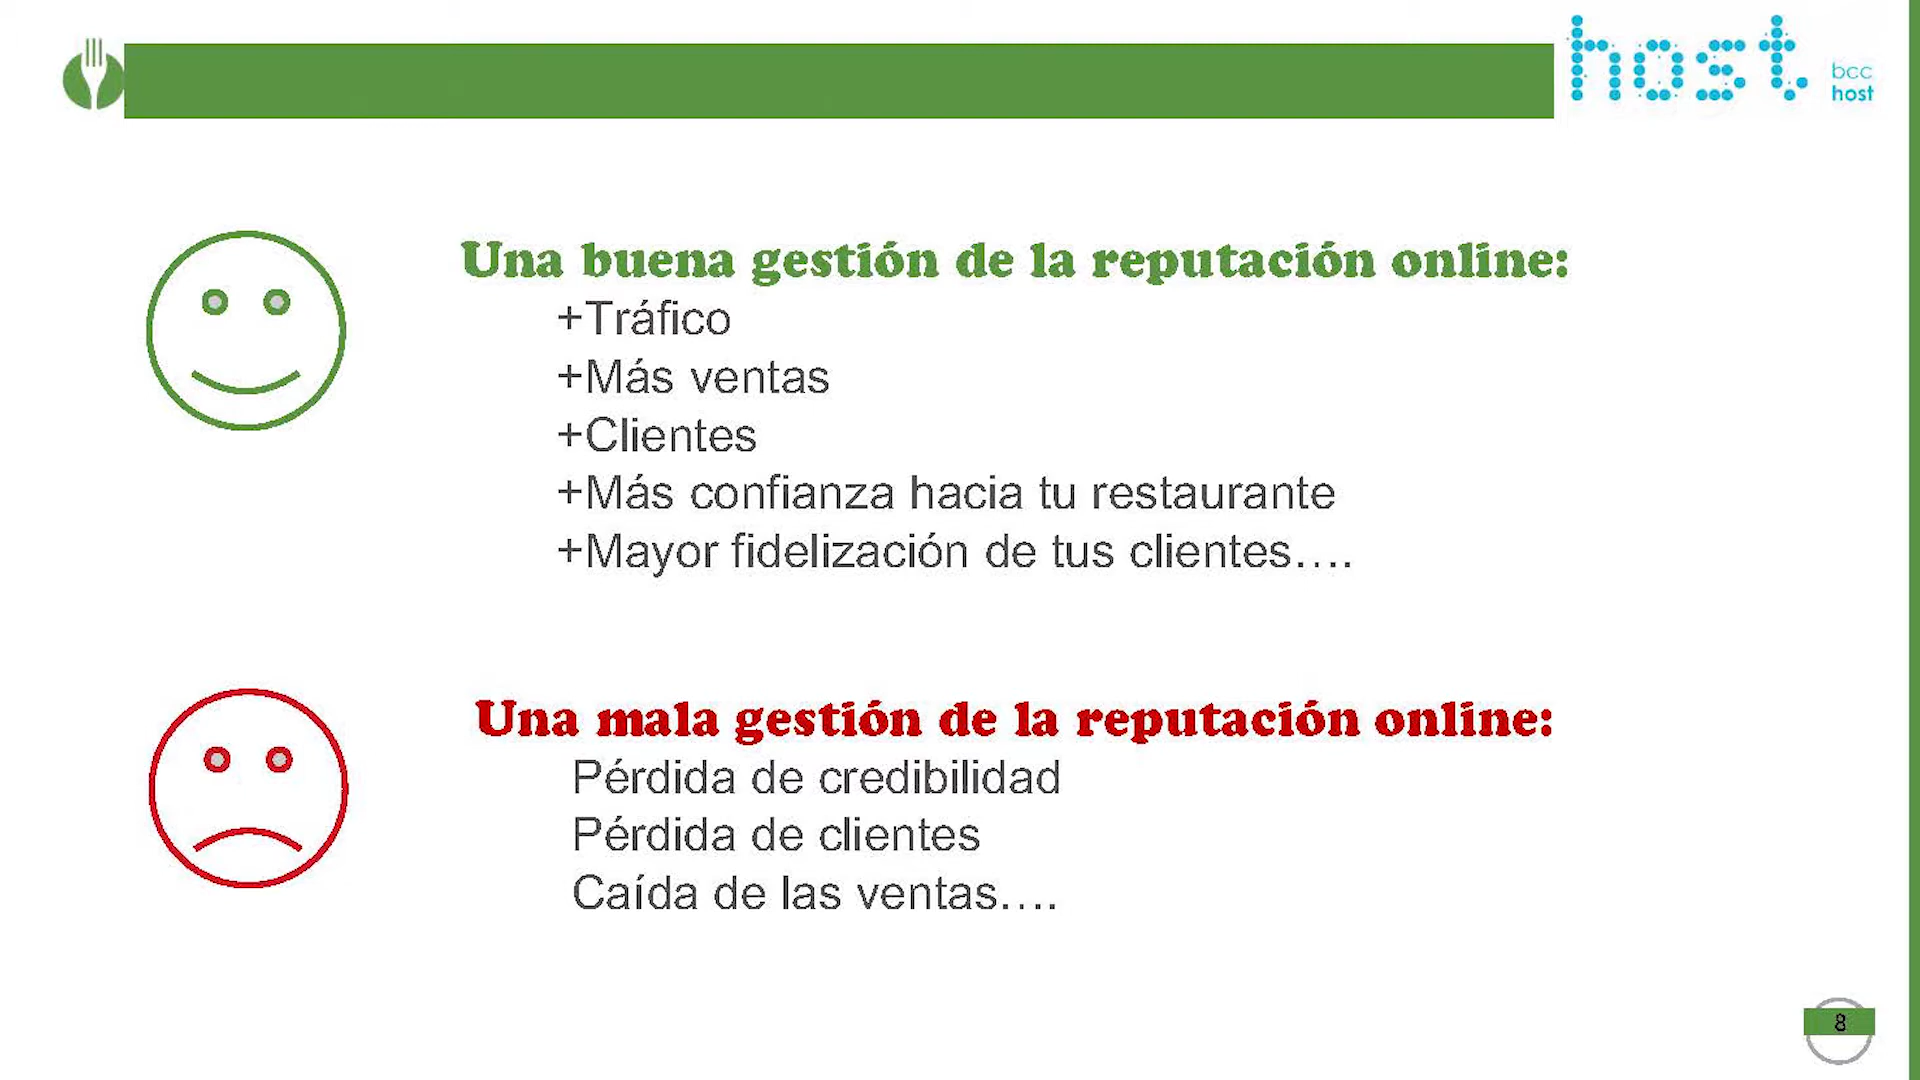 host
bcc
host
Una buena gestión de la reputación online:
+Tráfico
+Más ventas
+Clientes
+Más confianza hacia tu restaurante
+Mayor fidelización de tus clientes....
Una mala gestión de la reputación online:
Pérdida de credibilidad
Pérdida de clientes
Caída de las ventas....
8